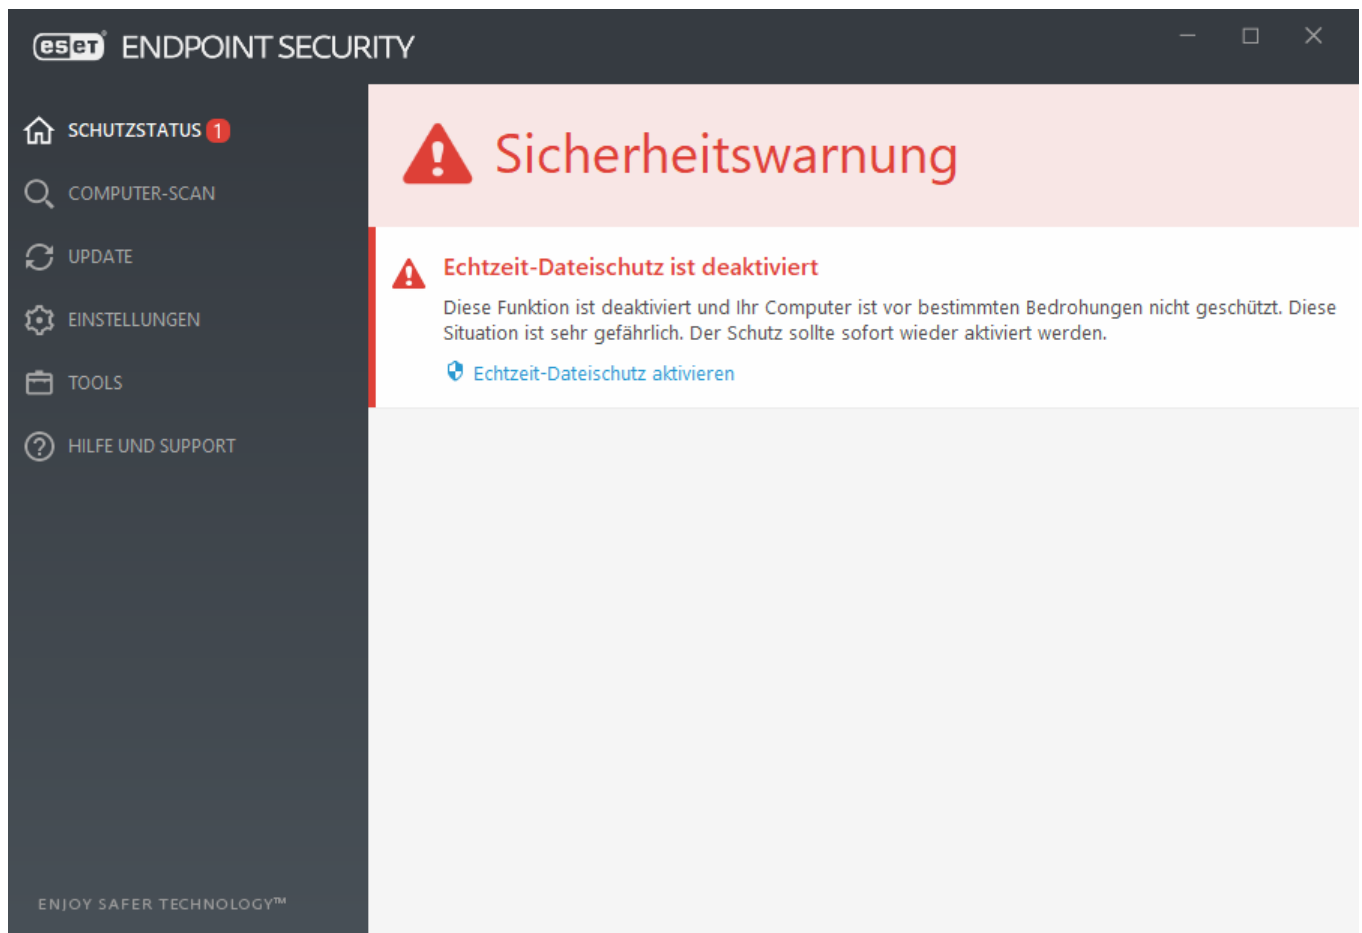 eset ENDPOINT SECURITY
SCHUTZSTATUS 1
COMPUTER-SCAN
UPDATE
EINSTELLUNGEN
TOOLS
HILFE UND SUPPORT
ENJOY SAFER TECHNOLOGY™
Sicherheitswarnung
Echtzeit-Dateischutz ist deaktiviert
Diese Funktion ist deaktiviert und Ihr Computer ist vor bestimmten Bedrohungen nicht geschützt. Diese
Situation ist sehr gefährlich. Der Schutz sollte sofort wieder aktiviert werden.
Echtzeit-Dateischutz aktivieren